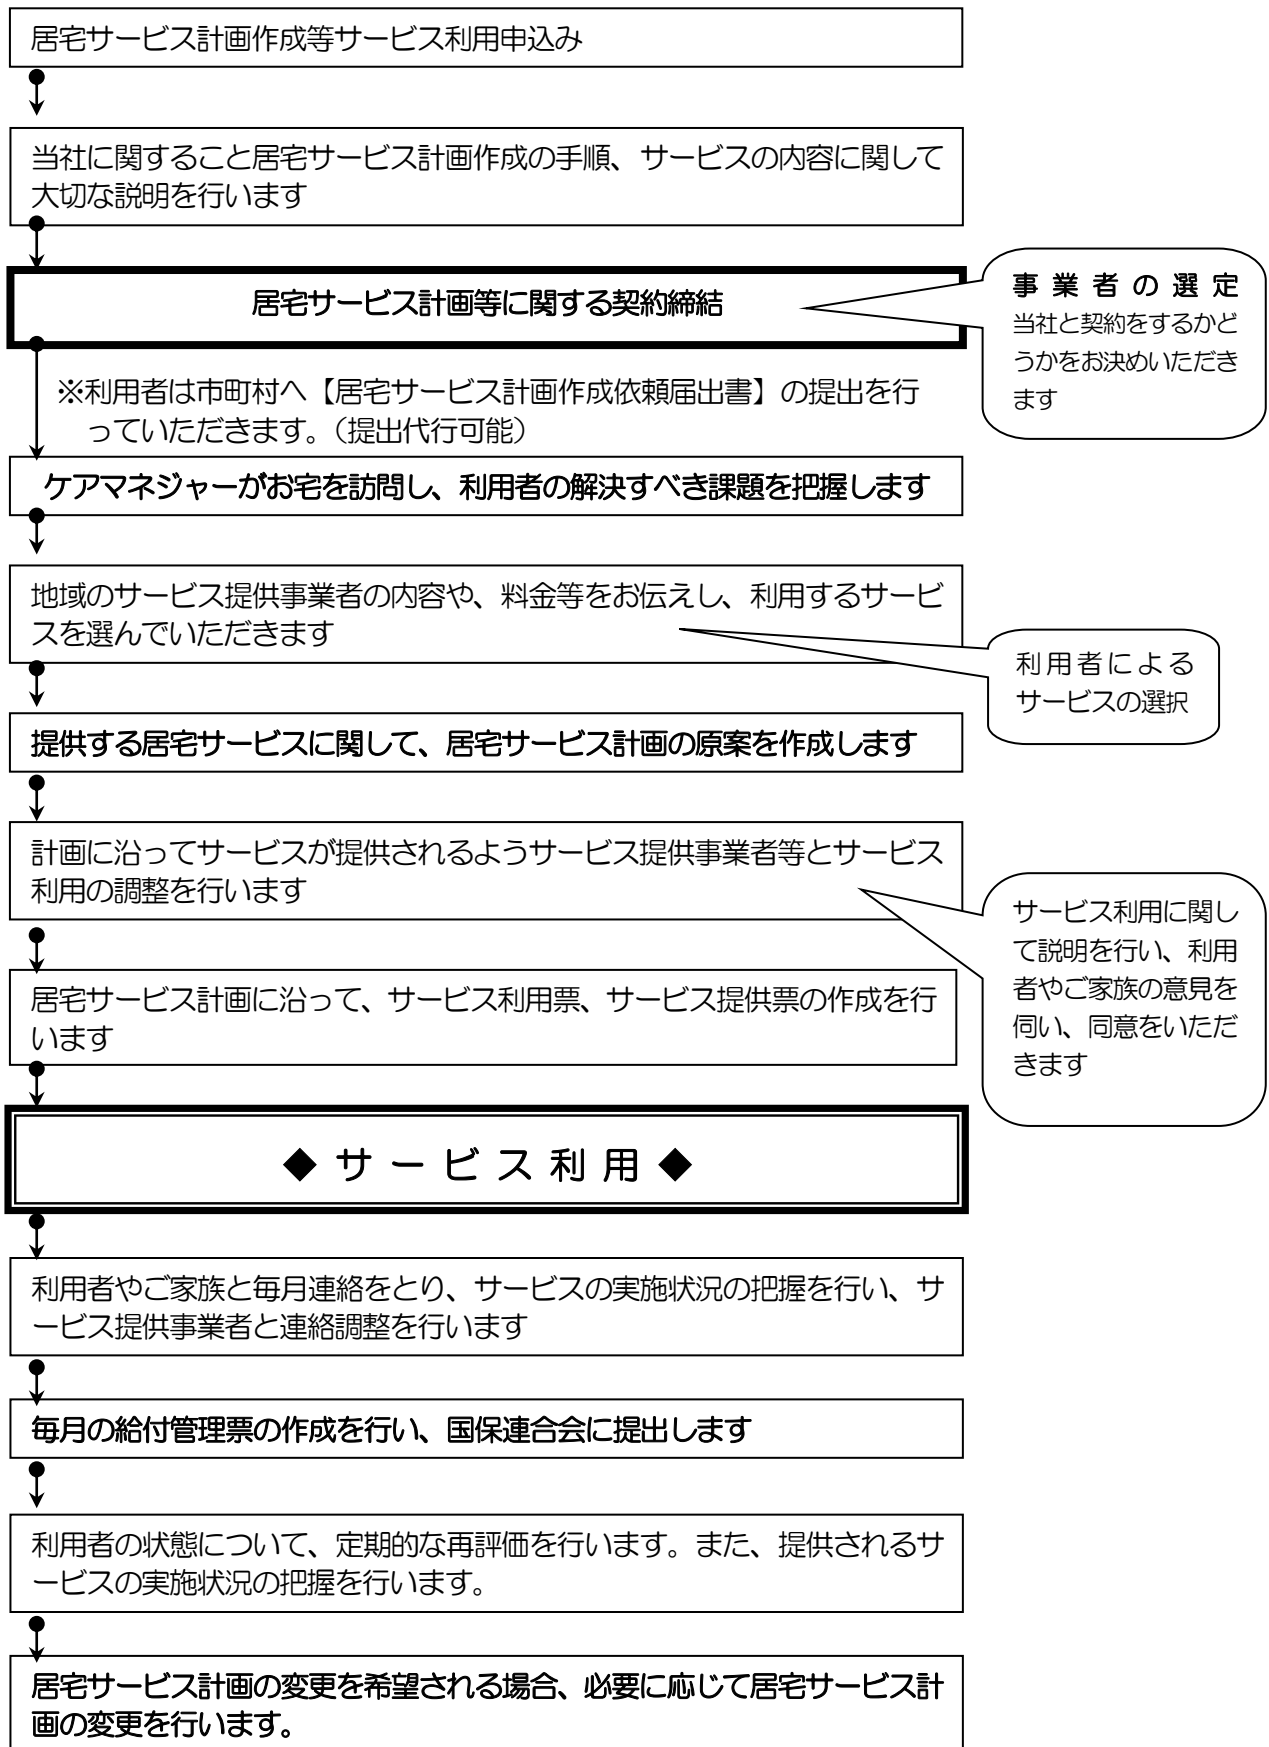 居宅サービス計画作成等サービス利用申込み
当社に関すること居宅サービス計画作成の手順、サービスの内容に関して
大切な説明を行います
居宅サービス計画等に関する契約締結
事業者の選定
当社と契約をするかど
うかをお決めいただき
ます
※利用者は市町村へ【居宅サービス計画作成依頼届出書】の提出を行
っていただきます。（提出代行可能）
ケアマネジャーがお宅を訪問し、利用者の解決すべき課題を把握します
地域のサービス提供事業者の内容や、料金等をお伝えし、利用するサービ
スを選んでいただきます
利用者による
サービスの選択
提供する居宅サービスに関して、居宅サービス計画の原案を作成します
計画に沿ってサービスが提供されるようサービス提供事業者等とサービス
利用の調整を行います
サービス利用に関し
て説明を行い、利用
者やご家族の意見を
伺い、同意をいただ
きます
居宅サービス計画に沿って、サービス利用票、サービス提供票の作成を行
います
◆サービス利用◆
利用者やご家族と毎月連絡をとり、サービスの実施状況の把握を行い、サ
ービス提供事業者と連絡調整を行います
毎月の給付管理票の作成を行い、国保連合会に提出します
利用者の状態について、定期的な再評価を行います。また、提供されるサ
ービスの実施状況の把握を行います。
居宅サービス計画の変更を希望される場合、必要に応じて居宅サービス計
画の変更を行います。